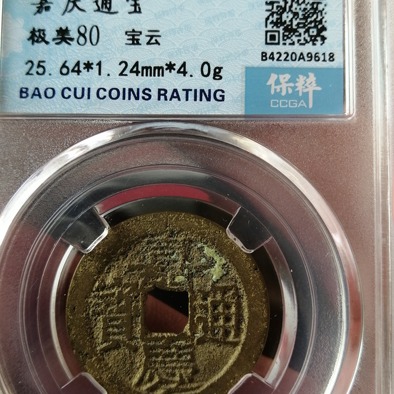 嘉庆通宝
极美80 宝云
25.64*1.24mm*4.0g
BAO CUI COINS RATING
B4220A9618
保粹
CCGA
嘉
寶 通
慶